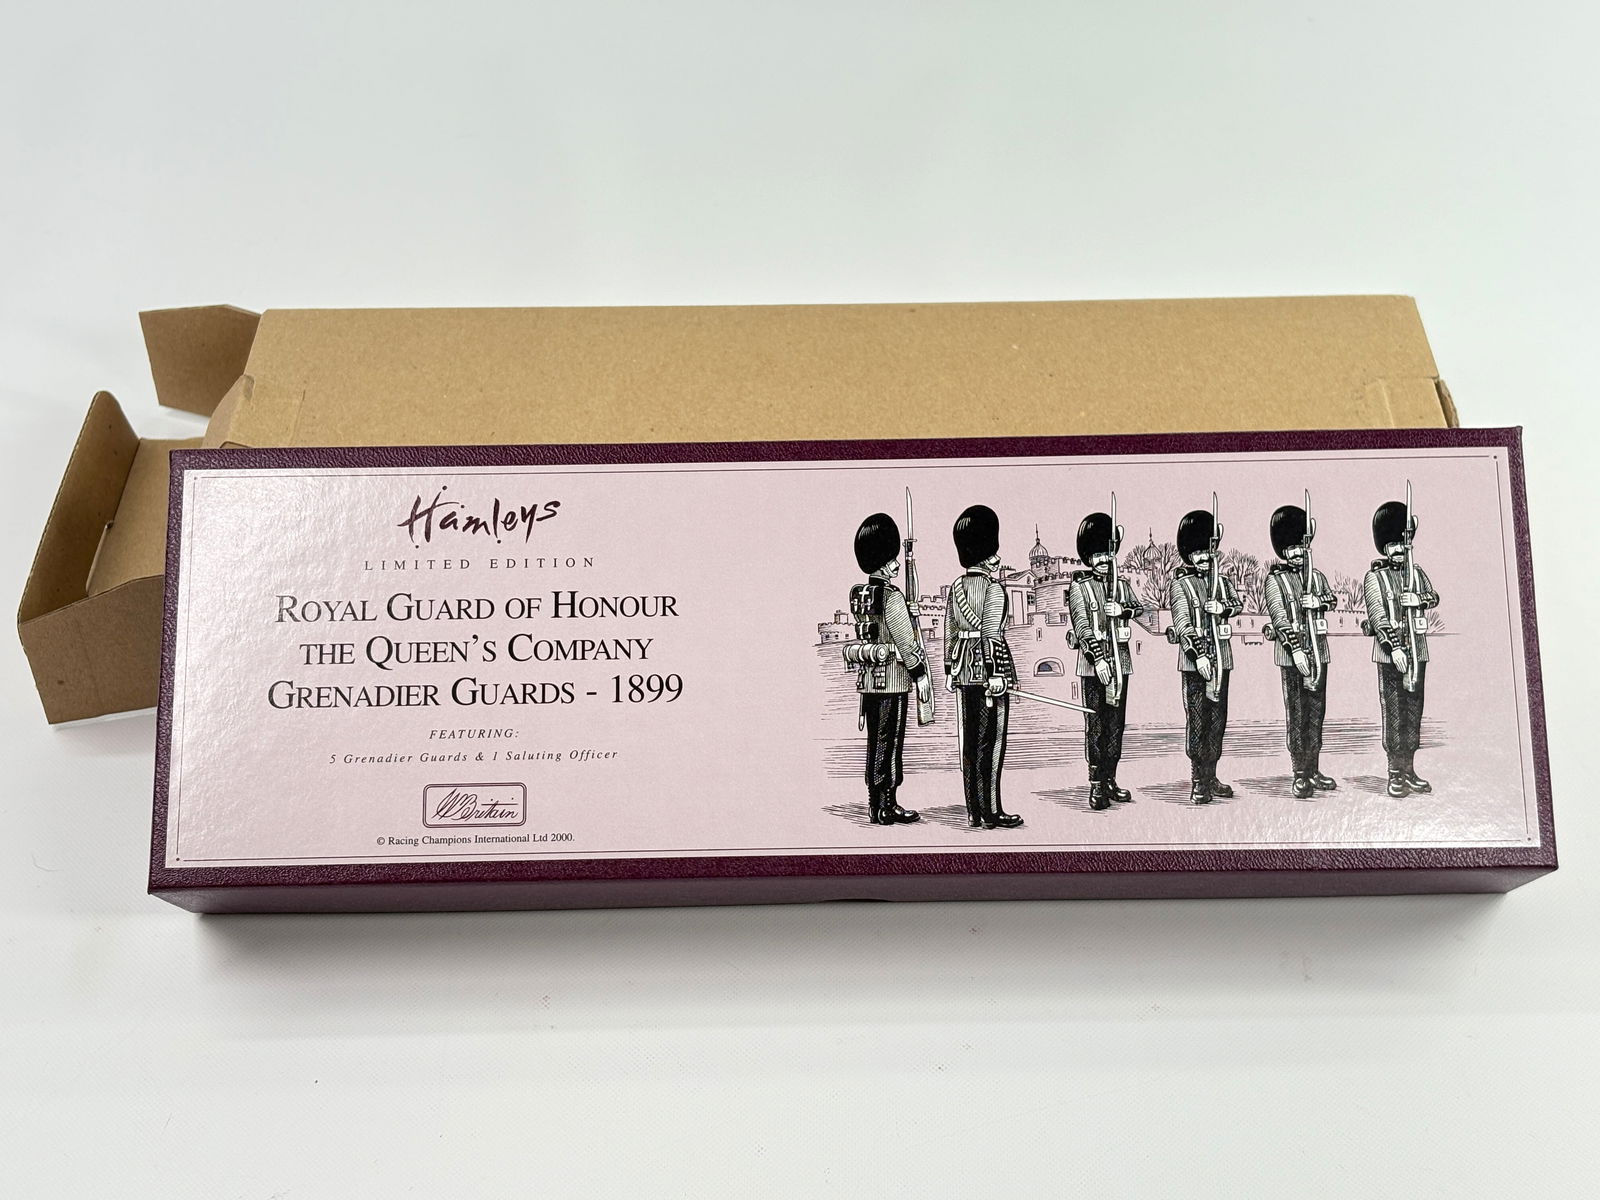 Hamleys
LIMITED EDITION
ROYAL GUARD OF HONOUR
THE QUEEN'S COMPANY
GRENADIER GUARDS - 1899
FEATURING:
5 Grenadier Guards & 1 Saluting Officer
W Britain
© Racing Champions International Ltd 2000.